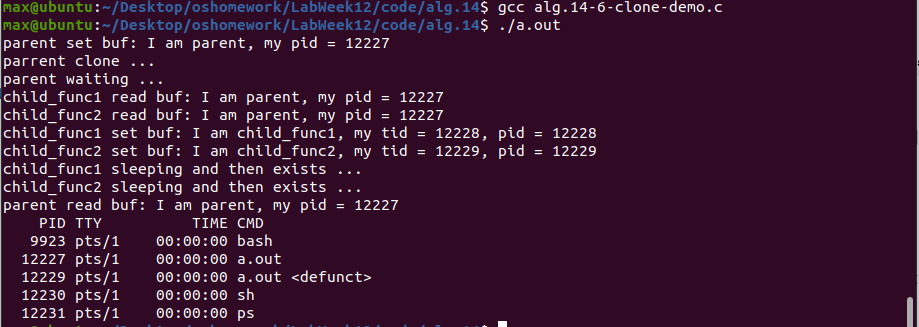 max@ubuntu:~/Desktop/oshomework/LabWeek12/code/alg.14$ gcc alg.14-6-clone-demo.c
max@ubuntu:~/Desktop/oshomework/LabWeek12/code/alg.14$ ./a.out
parent set buf: I am parent, my pid = 12227
parrent clone ...
parent waiting ...
child_func1 read buf: I am parent, my pid = 12227
child_func2 read buf: I am parent, my pid = 12227
child_func1 set buf: I am child_func1, my tid = 12228, pid = 12228
child_func2 set buf: I am child_func2, my tid = 12229, pid = 12229
child_func1 sleeping and then exists ...
child_func2 sleeping and then exists ...
parent read buf: I am parent, my pid = 12227
    PID TTY          TIME CMD
   9923 pts/1    00:00:00 bash
  12227 pts/1    00:00:00 a.out
  12229 pts/1    00:00:00 a.out <defunct>
  12230 pts/1    00:00:00 sh
  12231 pts/1    00:00:00 ps